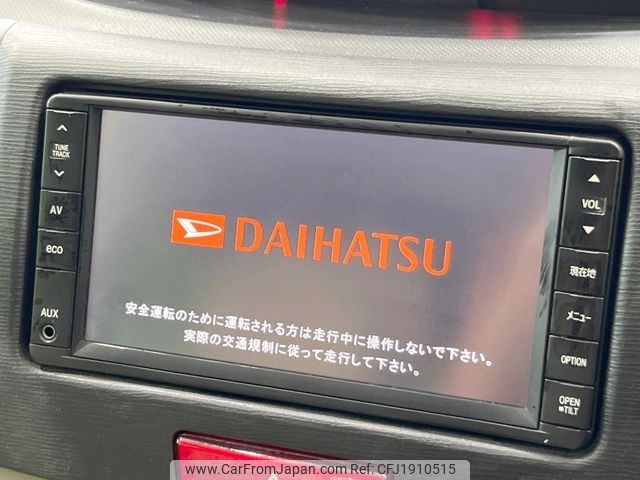 TUNE
TRACK
AV
eco
AUX
DAIHATSU
安全運転のために運転される方は走行中に操作しないで下さい。
実際の交通規制に従って走行して下さい。
VOL
現在地
メニュー
OPTION
OPEN
TILT
CAR FROM JAPAN
www.carfromjapan.com - CFJ1910515